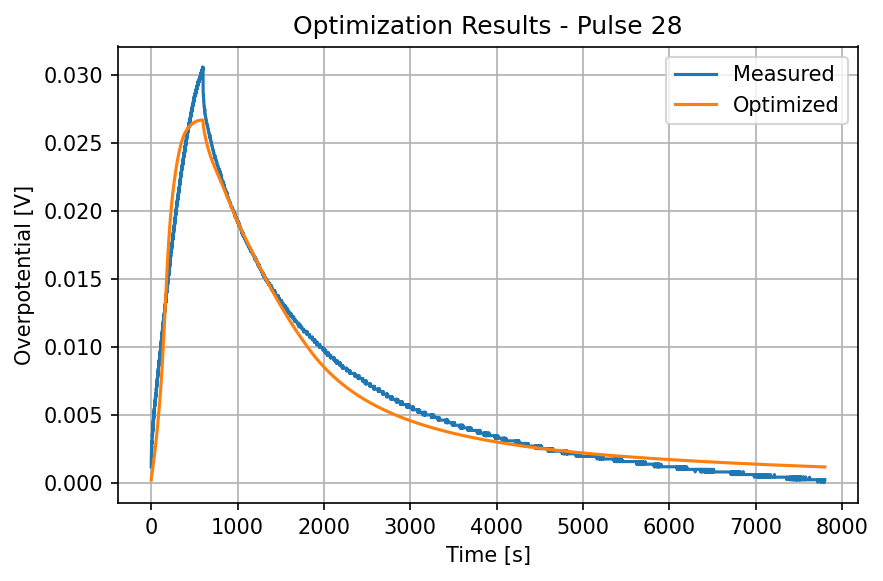 Optimization Results - Pulse 28
Measured
Optimized
Overpotential [V]
0.030
0.025
0.020
0.015
0.010
0.005
0.000
0 1000 2000 3000 4000 5000 6000 7000 8000
Time [s]